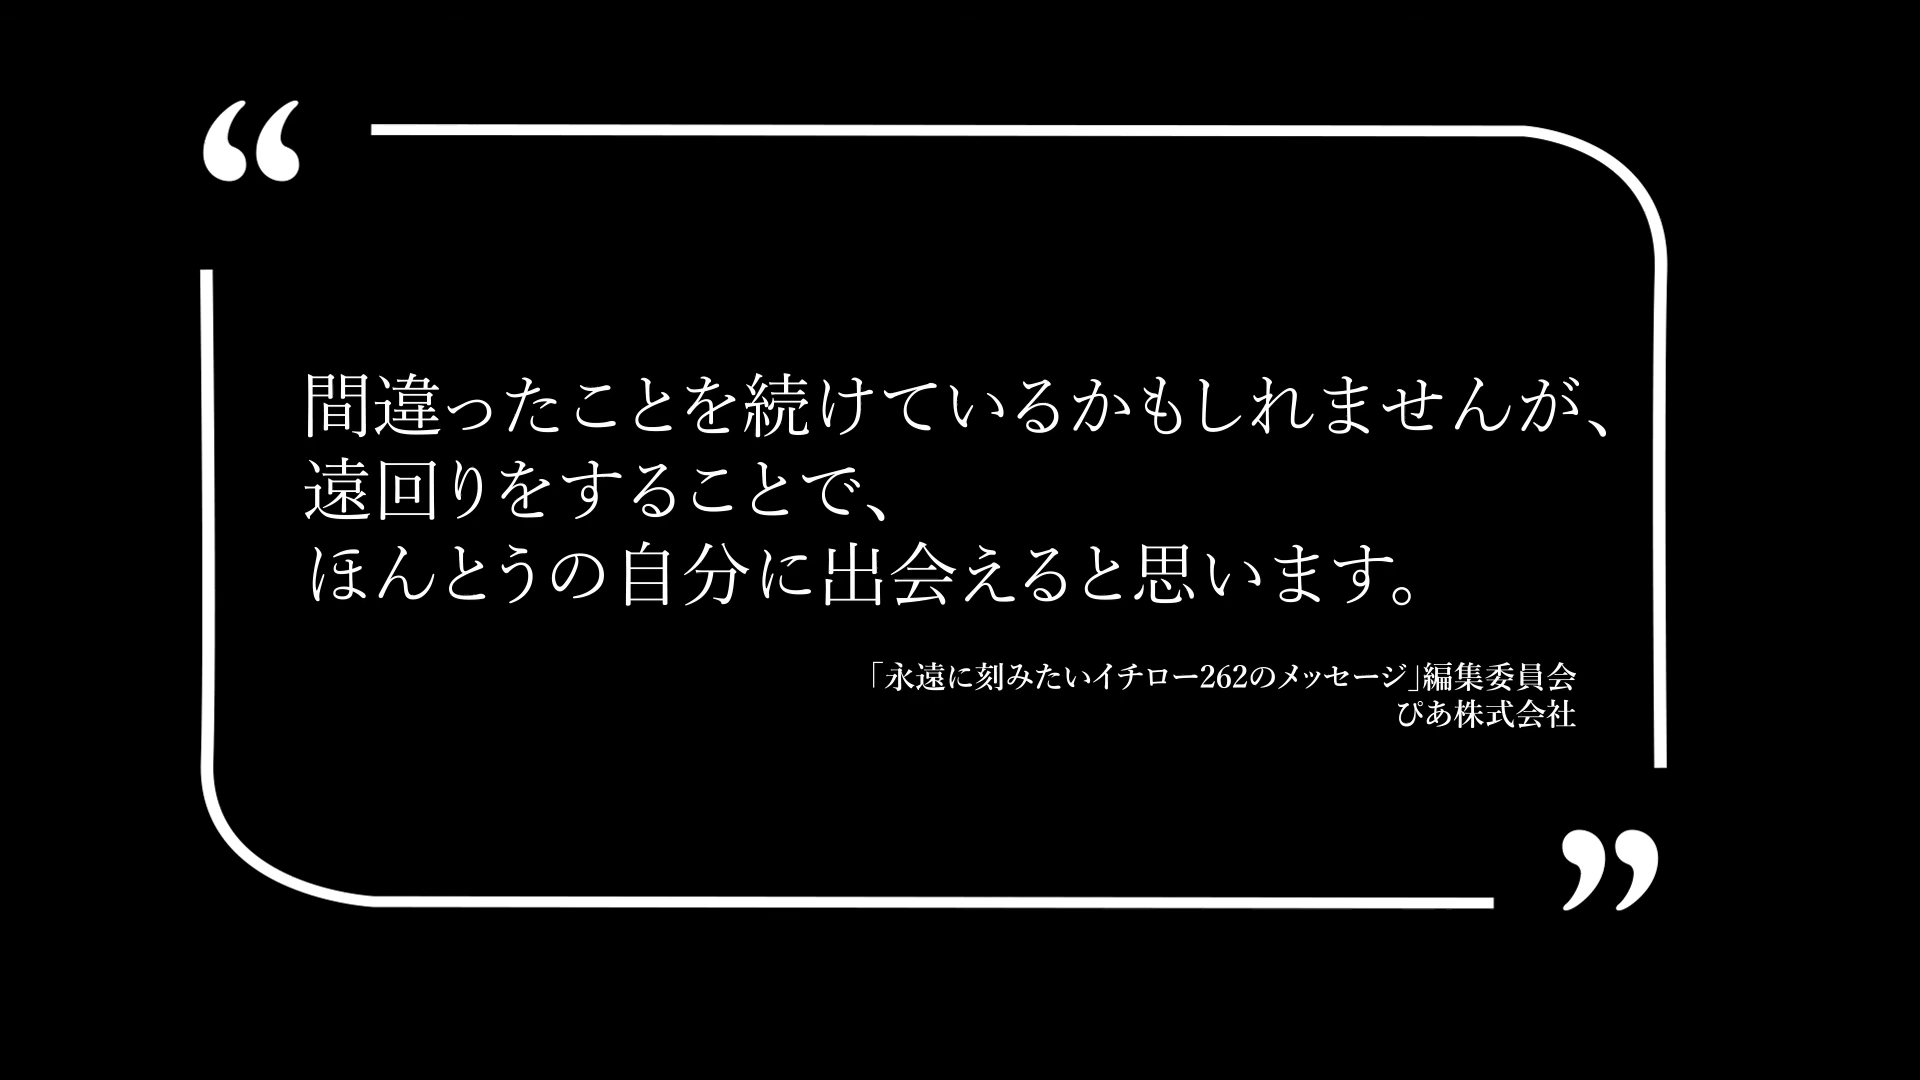 “
間違ったことを続けているかもしれませんが、
遠回りをすることで、
ほんとうの自分に出会えると思います。
「永遠に刻みたいイチロー262のメッセージ」編集委員会
ぴあ株式会社
”